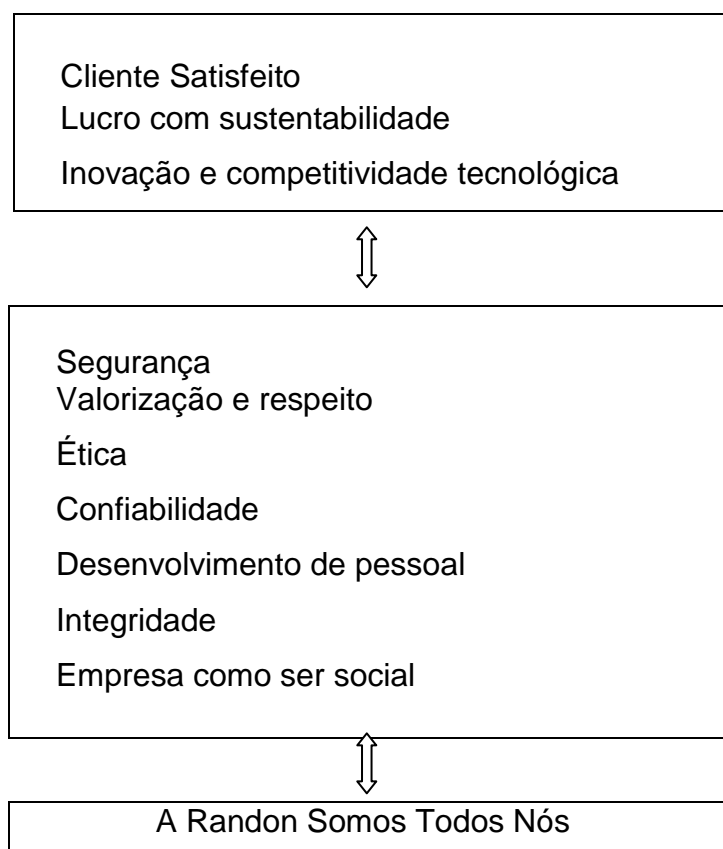 Cliente Satisfeito
Lucro com sustentabilidade
Inovação e competitividade tecnológica
Segurança
Valorização e respeito
Ética
Confiabilidade
Desenvolvimento de pessoal
Integridade
Empresa como ser social
A Randon Somos Todos Nós